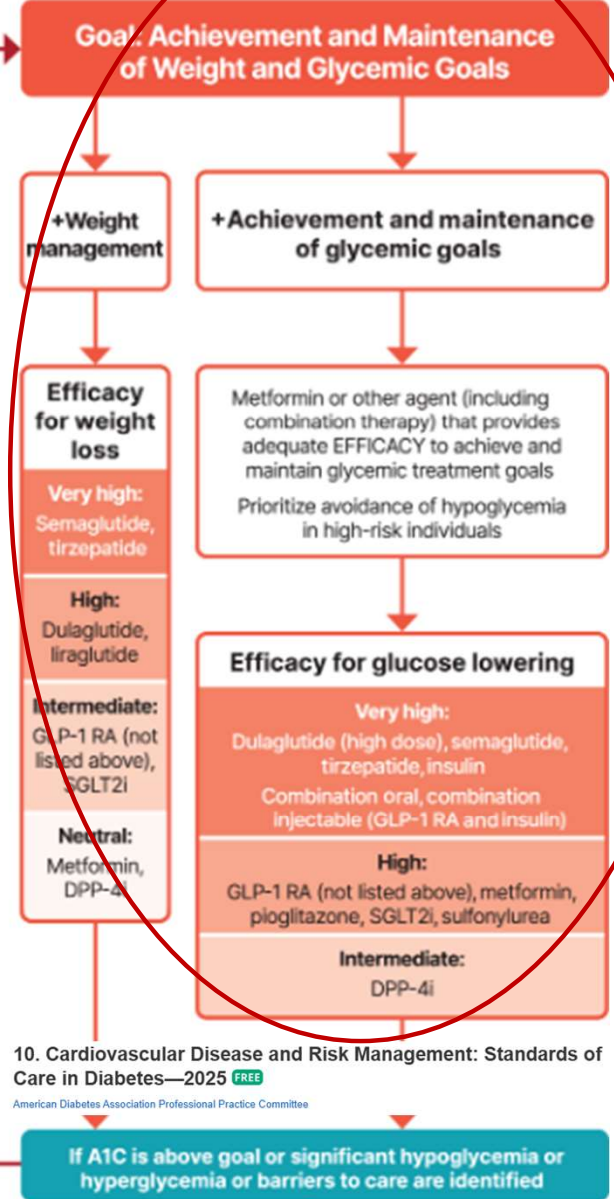 Goal: Achievement and Maintenance
of Weight and Glycemic Goals
+Weight
management
Efficacy
for weight
loss
Very high:
Semaglutide,
tirzepatide
High:
Dulaglutide,
liraglutide
Intermediate:
GLP-1 RA (not
listed above),
SGLT2i
Neutral:
Metformin,
DPP-4i
+Achievement and maintenance
of glycemic goals
Metformin or other agent (including
combination therapy) that provides
adequate EFFICACY to achieve and
maintain glycemic treatment goals
Prioritize avoidance of hypoglycemia
in high-risk individuals
Efficacy for glucose lowering
Very high:
Dulaglutide (high dose), semaglutide,
tirzepatide, insulin
Combination oral, combination
injectable (GLP-1 RA and insulin)
High:
GLP-1 RA (not listed above), metformin,
pioglitazone, SGLT2i, sulfonylurea
Intermediate:
DPP-4i
10. Cardiovascular Disease and Risk Management: Standards of
Care in Diabetes—2025 FREE
American Diabetes Association Professional Practice Committee
If A1C is above goal or significant hypoglycemia or
hyperglycemia or barriers to care are identified